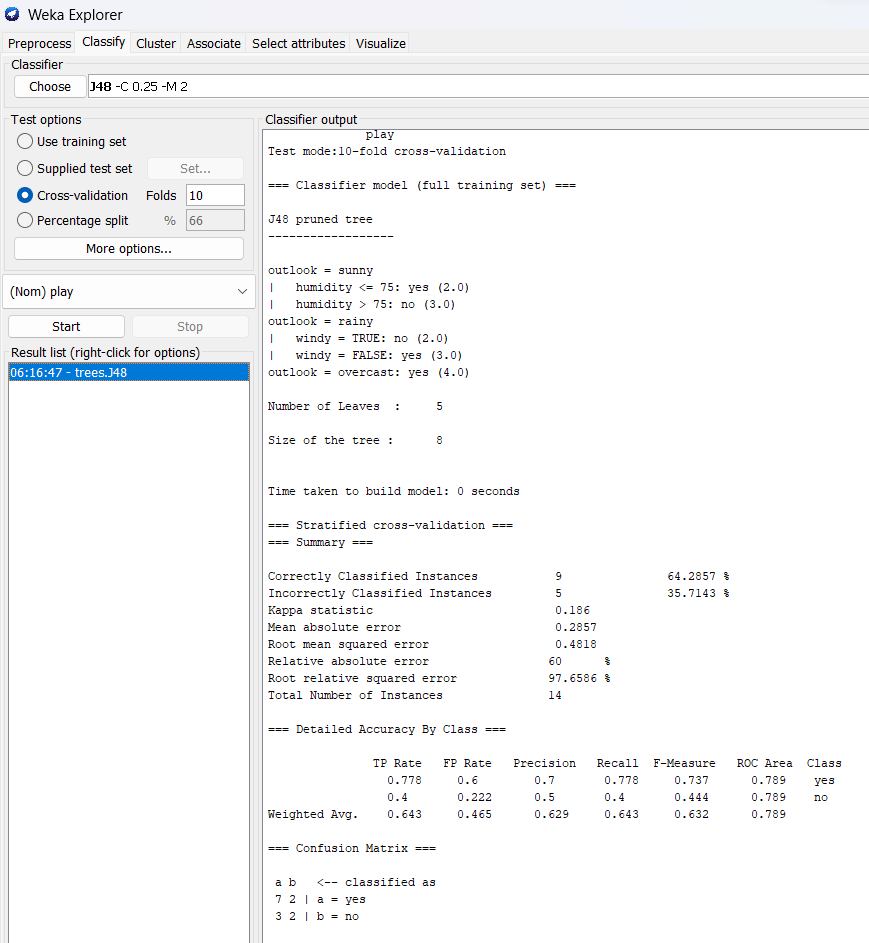 Weka Explorer
Preprocess Classify Cluster Associate Select attributes Visualize
Classifier
Choose J48 -C 0.25 -M 2
Test options
Use training set
Supplied test set Set...
Cross-validation Folds 10
Percentage split % 66
More options...
(Nom) play
Start Stop
Result list (right-click for options)
06:16:47 - trees.J48
Classifier output
play
Test mode:10-fold cross-validation
=== Classifier model (full training set) ===
J48 pruned tree
------------------
outlook = sunny
| humidity <= 75: yes (2.0)
| humidity > 75: no (3.0)
outlook = rainy
| windy = TRUE: no (2.0)
| windy = FALSE: yes (3.0)
outlook = overcast: yes (4.0)
Number of Leaves : 5
Size of the tree : 8
Time taken to build model: 0 seconds
=== Stratified cross-validation ===
=== Summary ===
Correctly Classified Instances 9 64.2857 %
Incorrectly Classified Instances 5 35.7143 %
Kappa statistic 0.186
Mean absolute error 0.2857
Root mean squared error 0.4818
Relative absolute error 60 %
Root relative squared error 97.6586 %
Total Number of Instances 14
=== Detailed Accuracy By Class ===
TP Rate FP Rate Precision Recall F-Measure ROC Area Class
0.778 0.6 0.7 0.778 0.737 0.789 yes
0.4 0.222 0.5 0.4 0.444 0.789 no
Weighted Avg. 0.643 0.465 0.629 0.643 0.632 0.789
=== Confusion Matrix ===
a b <-- classified as
7 2 | a = yes
3 2 | b = no